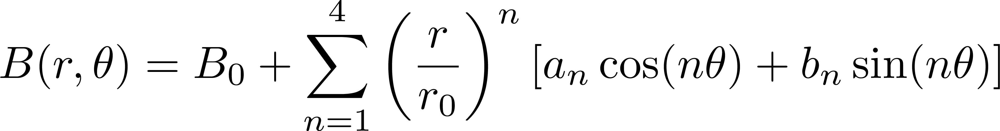 B(r, θ) = B_0 + \sum_{n=1}^{4} \left( \frac{r}{r_0} \right)^n [a_n \cos(nθ) + b_n \sin(nθ)]